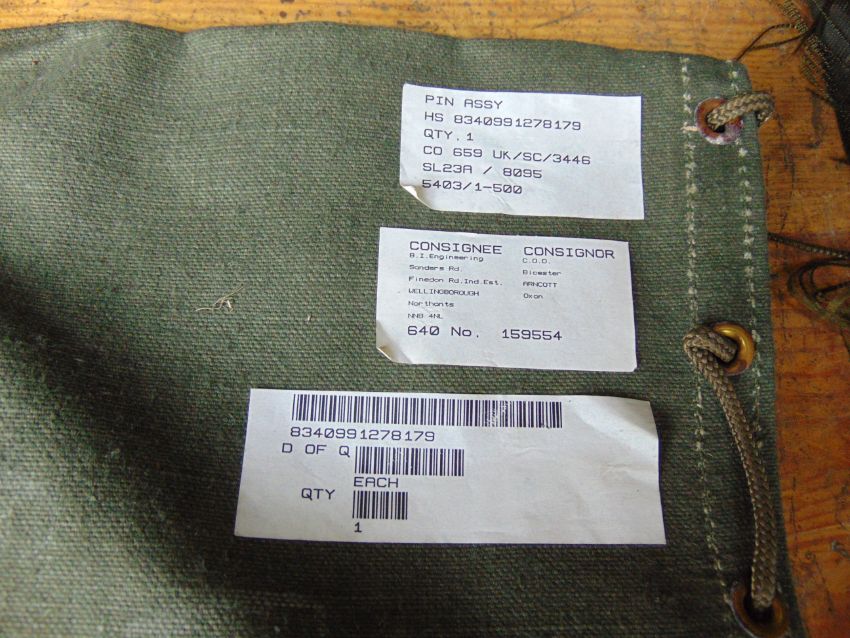 PIN ASSY
HS 8340991278179
QTY. 1
CO 659 UK/SC/3446
SL23A / 8095
5403/1-500
CONSIGNEE CONSIGNOR
B.I.Engineering C.O.D.
Sanders Rd. Bicester
Finedon Rd.Ind.Est. ARNCOTT
WELLINGBOROUGH Oxon
Northants
NN8 4NL
640 No. 159554
8340991278179
D OF Q
EACH
QTY
1